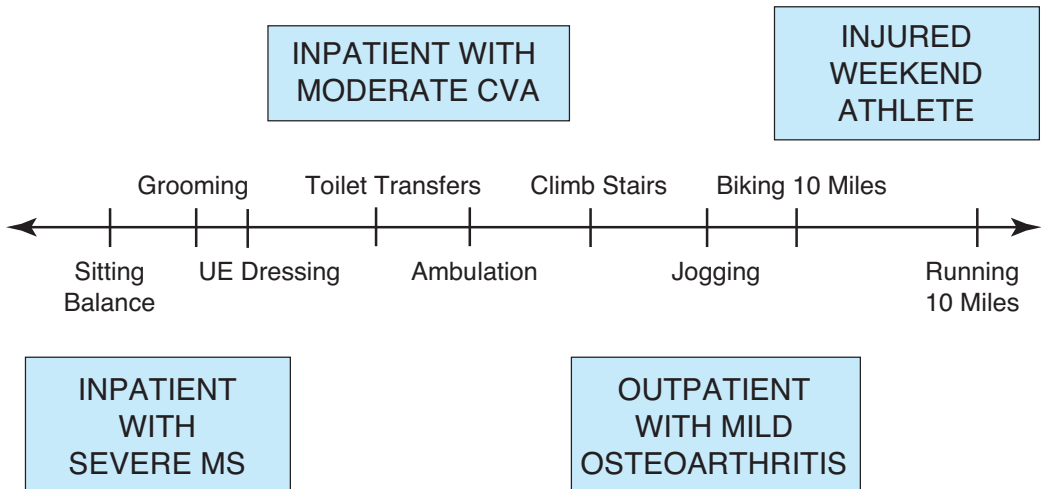 INPATIENT WITH
MODERATE CVA
INJURED
WEEKEND
ATHLETE
Grooming
Toilet Transfers
Climb Stairs
Biking 10 Miles
Sitting
Balance
UE Dressing
Ambulation
Jogging
Running
10 Miles
INPATIENT
WITH
SEVERE MS
OUTPATIENT
WITH MILD
OSTEOARTHRITIS